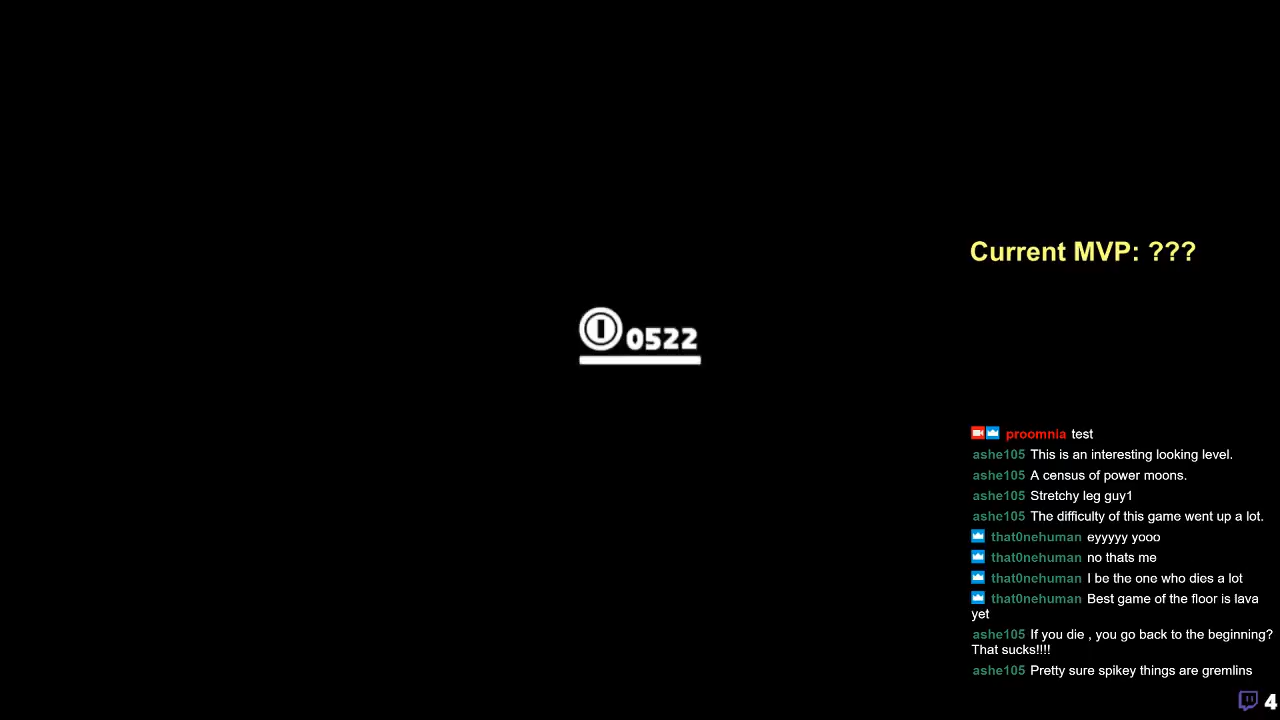 Current MVP: ???
0522
proomnia test
ashe105 This is an interesting looking level.
ashe105 A census of power moons.
ashe105 Stretchy leg guy1
ashe105 The difficulty of this game went up a lot.
that0nehuman eyyyyy yooo
that0nehuman no thats me
that0nehuman I be the one who dies a lot
that0nehuman Best game of the floor is lava
yet
ashe105 If you die , you go back to the beginning?
That sucks!!!!
ashe105 Pretty sure spikey things are gremlins
4